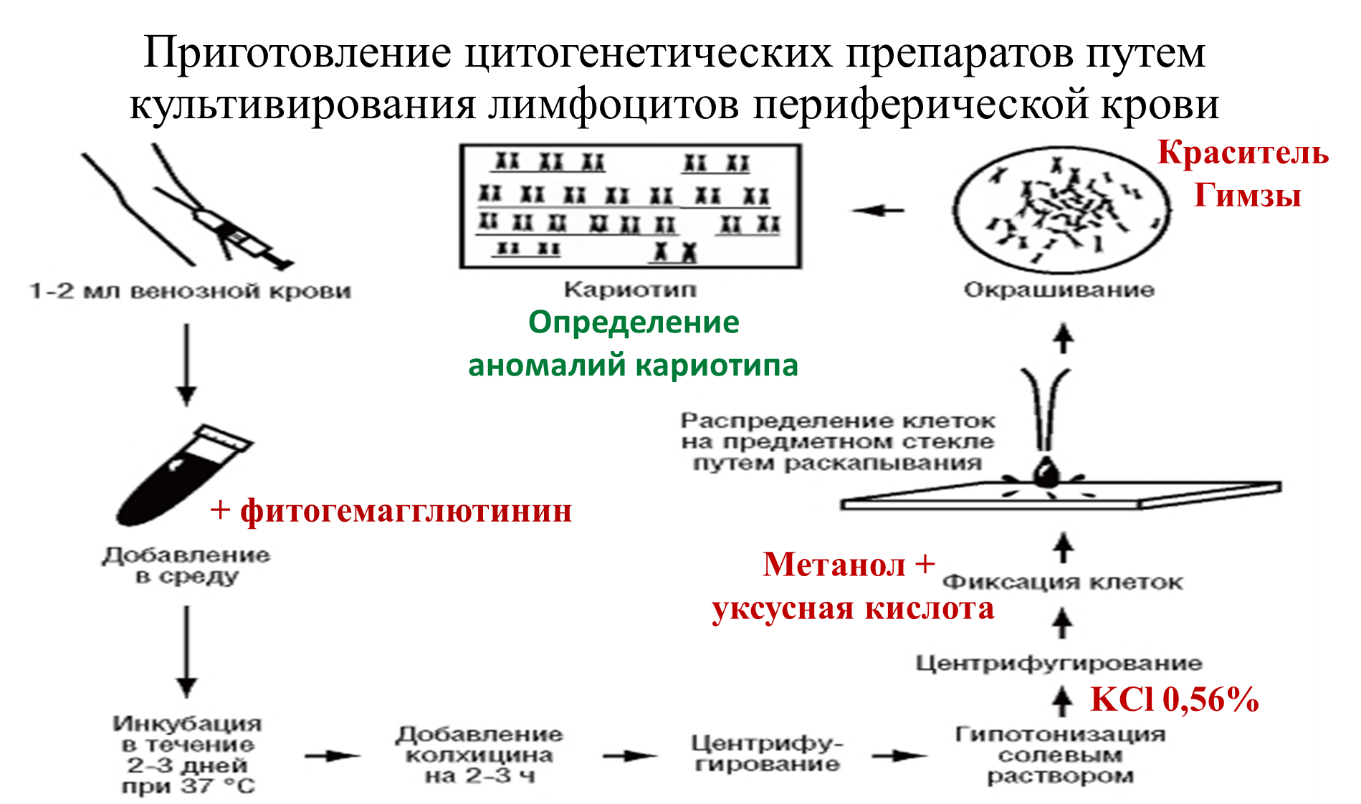 Приготовление цитогенетических препаратов путем
культивирования лимфоцитов периферической крови
1-2 мл венозной крови
+ фитогемагглютинин
Добавление
в среду
Инкубация
в течение
2-3 дней
при 37 °C
Добавление
колхицина
на 2-3 ч
Центрифу-
гирование
Гипотонизация
солевым
раствором
KCl 0,56%
Центрифугирование
Фиксация клеток
Метанол +
уксусная кислота
Распределение клеток
на предметном стекле
путем раскапывания
Окрашивание
Краситель
Гимзы
Кариотип
Определение
аномалий кариотипа